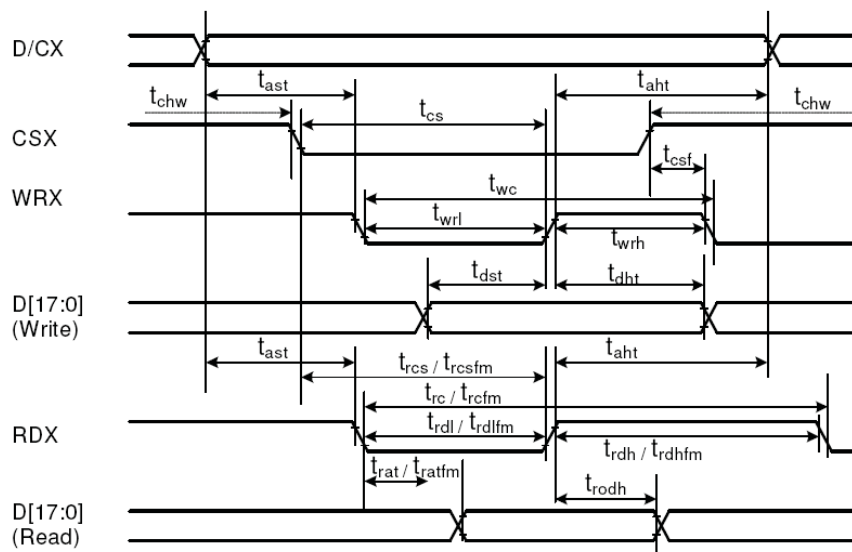 D/CX
t_ast t_aht
t_chw t_cs t_chw
CSX
t_csf
WRX
t_wc
t_wrl t_wrh
t_dst t_dht
D[17:0]
(Write)
t_ast t_rcs / t_rcsfm t_aht
t_rc / t_rcfm
RDX
t_rdl / t_rdlfm t_rdh / t_rdhfm
t_rat / t_ratfm t_rodh
D[17:0]
(Read)